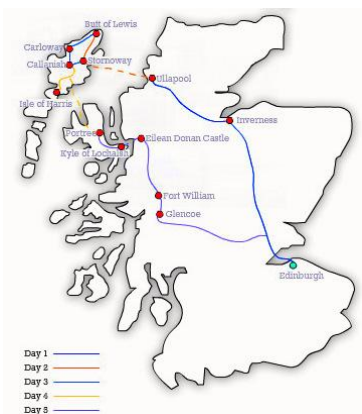 Butt of Lewis
Carloway
Callanish
Stornoway
Ullapool
Isle of Harris
Inverness
Portree
Eilean Donan Castle
Kyle of Lochalsh
Fort William
Glencoe
Edinburgh
Day 1
Day 2
Day 3
Day 4
Day 5